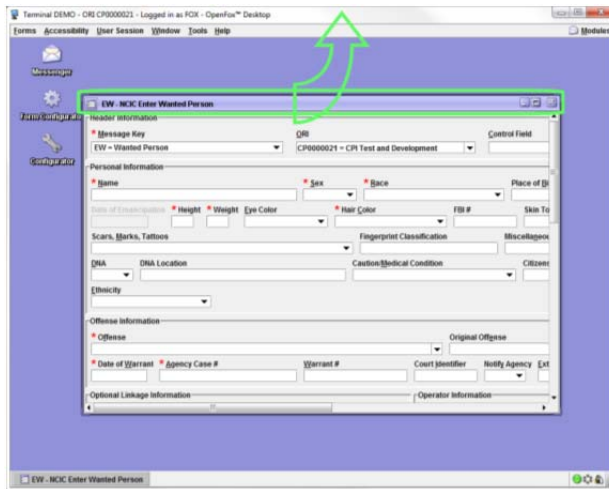 Terminal DEMO - ORI CP0000021 - Logged in as FOX - OpenFox™ Desktop
Forms Accessibility User Session Window Tools Help Modules
Messenger
Configurator
EW - NCIC Enter Wanted Person
Header Information
* Message Key ORI Control Field
EW = Wanted Person CP0000021 = CPI Test and Development
Personal Information
* Name * Sex * Race Place of Bi
Date of Emancipation * Height * Weight Eye Color * Hair Color FBI # Skin To
Scars, Marks, Tattoos Fingerprint Classification Miscellaneou
DNA DNA Location Caution/Medical Condition Citizens
Ethnicity
Offense Information
* Offense Original Offense
* Date of Warrant * Agency Case # Warrant # Court Identifier Notify Agency Ext
Optional Linkage Information Operator Information
EW - NCIC Enter Wanted Person